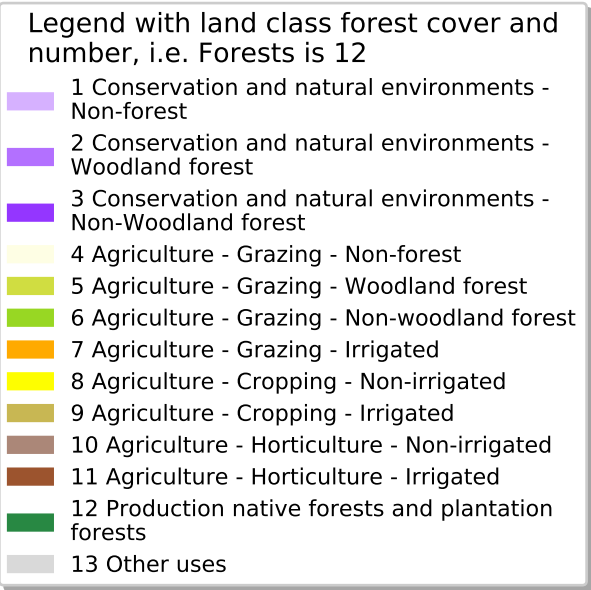 Legend with land class forest cover and
number, i.e. Forests is 12
1 Conservation and natural environments -
Non-forest
2 Conservation and natural environments -
Woodland forest
3 Conservation and natural environments -
Non-Woodland forest
4 Agriculture - Grazing - Non-forest
5 Agriculture - Grazing - Woodland forest
6 Agriculture - Grazing - Non-woodland forest
7 Agriculture - Grazing - Irrigated
8 Agriculture - Cropping - Non-irrigated
9 Agriculture - Cropping - Irrigated
10 Agriculture - Horticulture - Non-irrigated
11 Agriculture - Horticulture - Irrigated
12 Production native forests and plantation
forests
13 Other uses